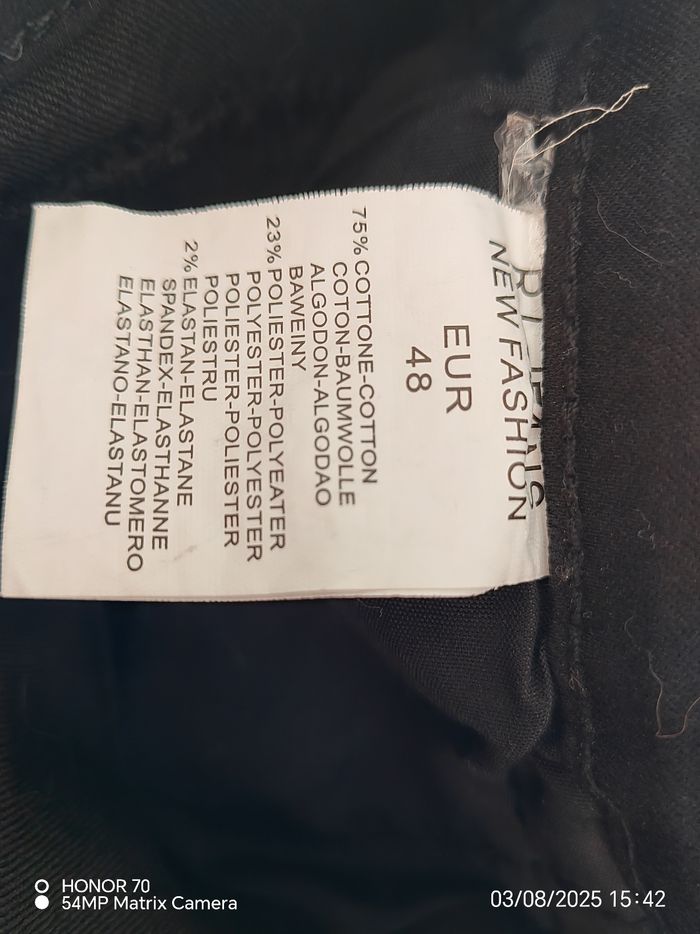 NEW FASHION
EUR
48
75% COTTONE-COTTON
COTON-BAUMWOLLE
ALGODON-ALGODAO
BAWEINY
23% POLIESTER-POLYEATER
POLYESTER-POLYESTER
POLIESTER-POLIESTER
POLIESTRU
2% ELASTAN-ELASTANE
SPANDEX-ELASTHANNE
ELASTHAN-ELASTOMERO
ELASTANO-ELASTANU
HONOR 70
54MP Matrix Camera
03/08/2025 15:42